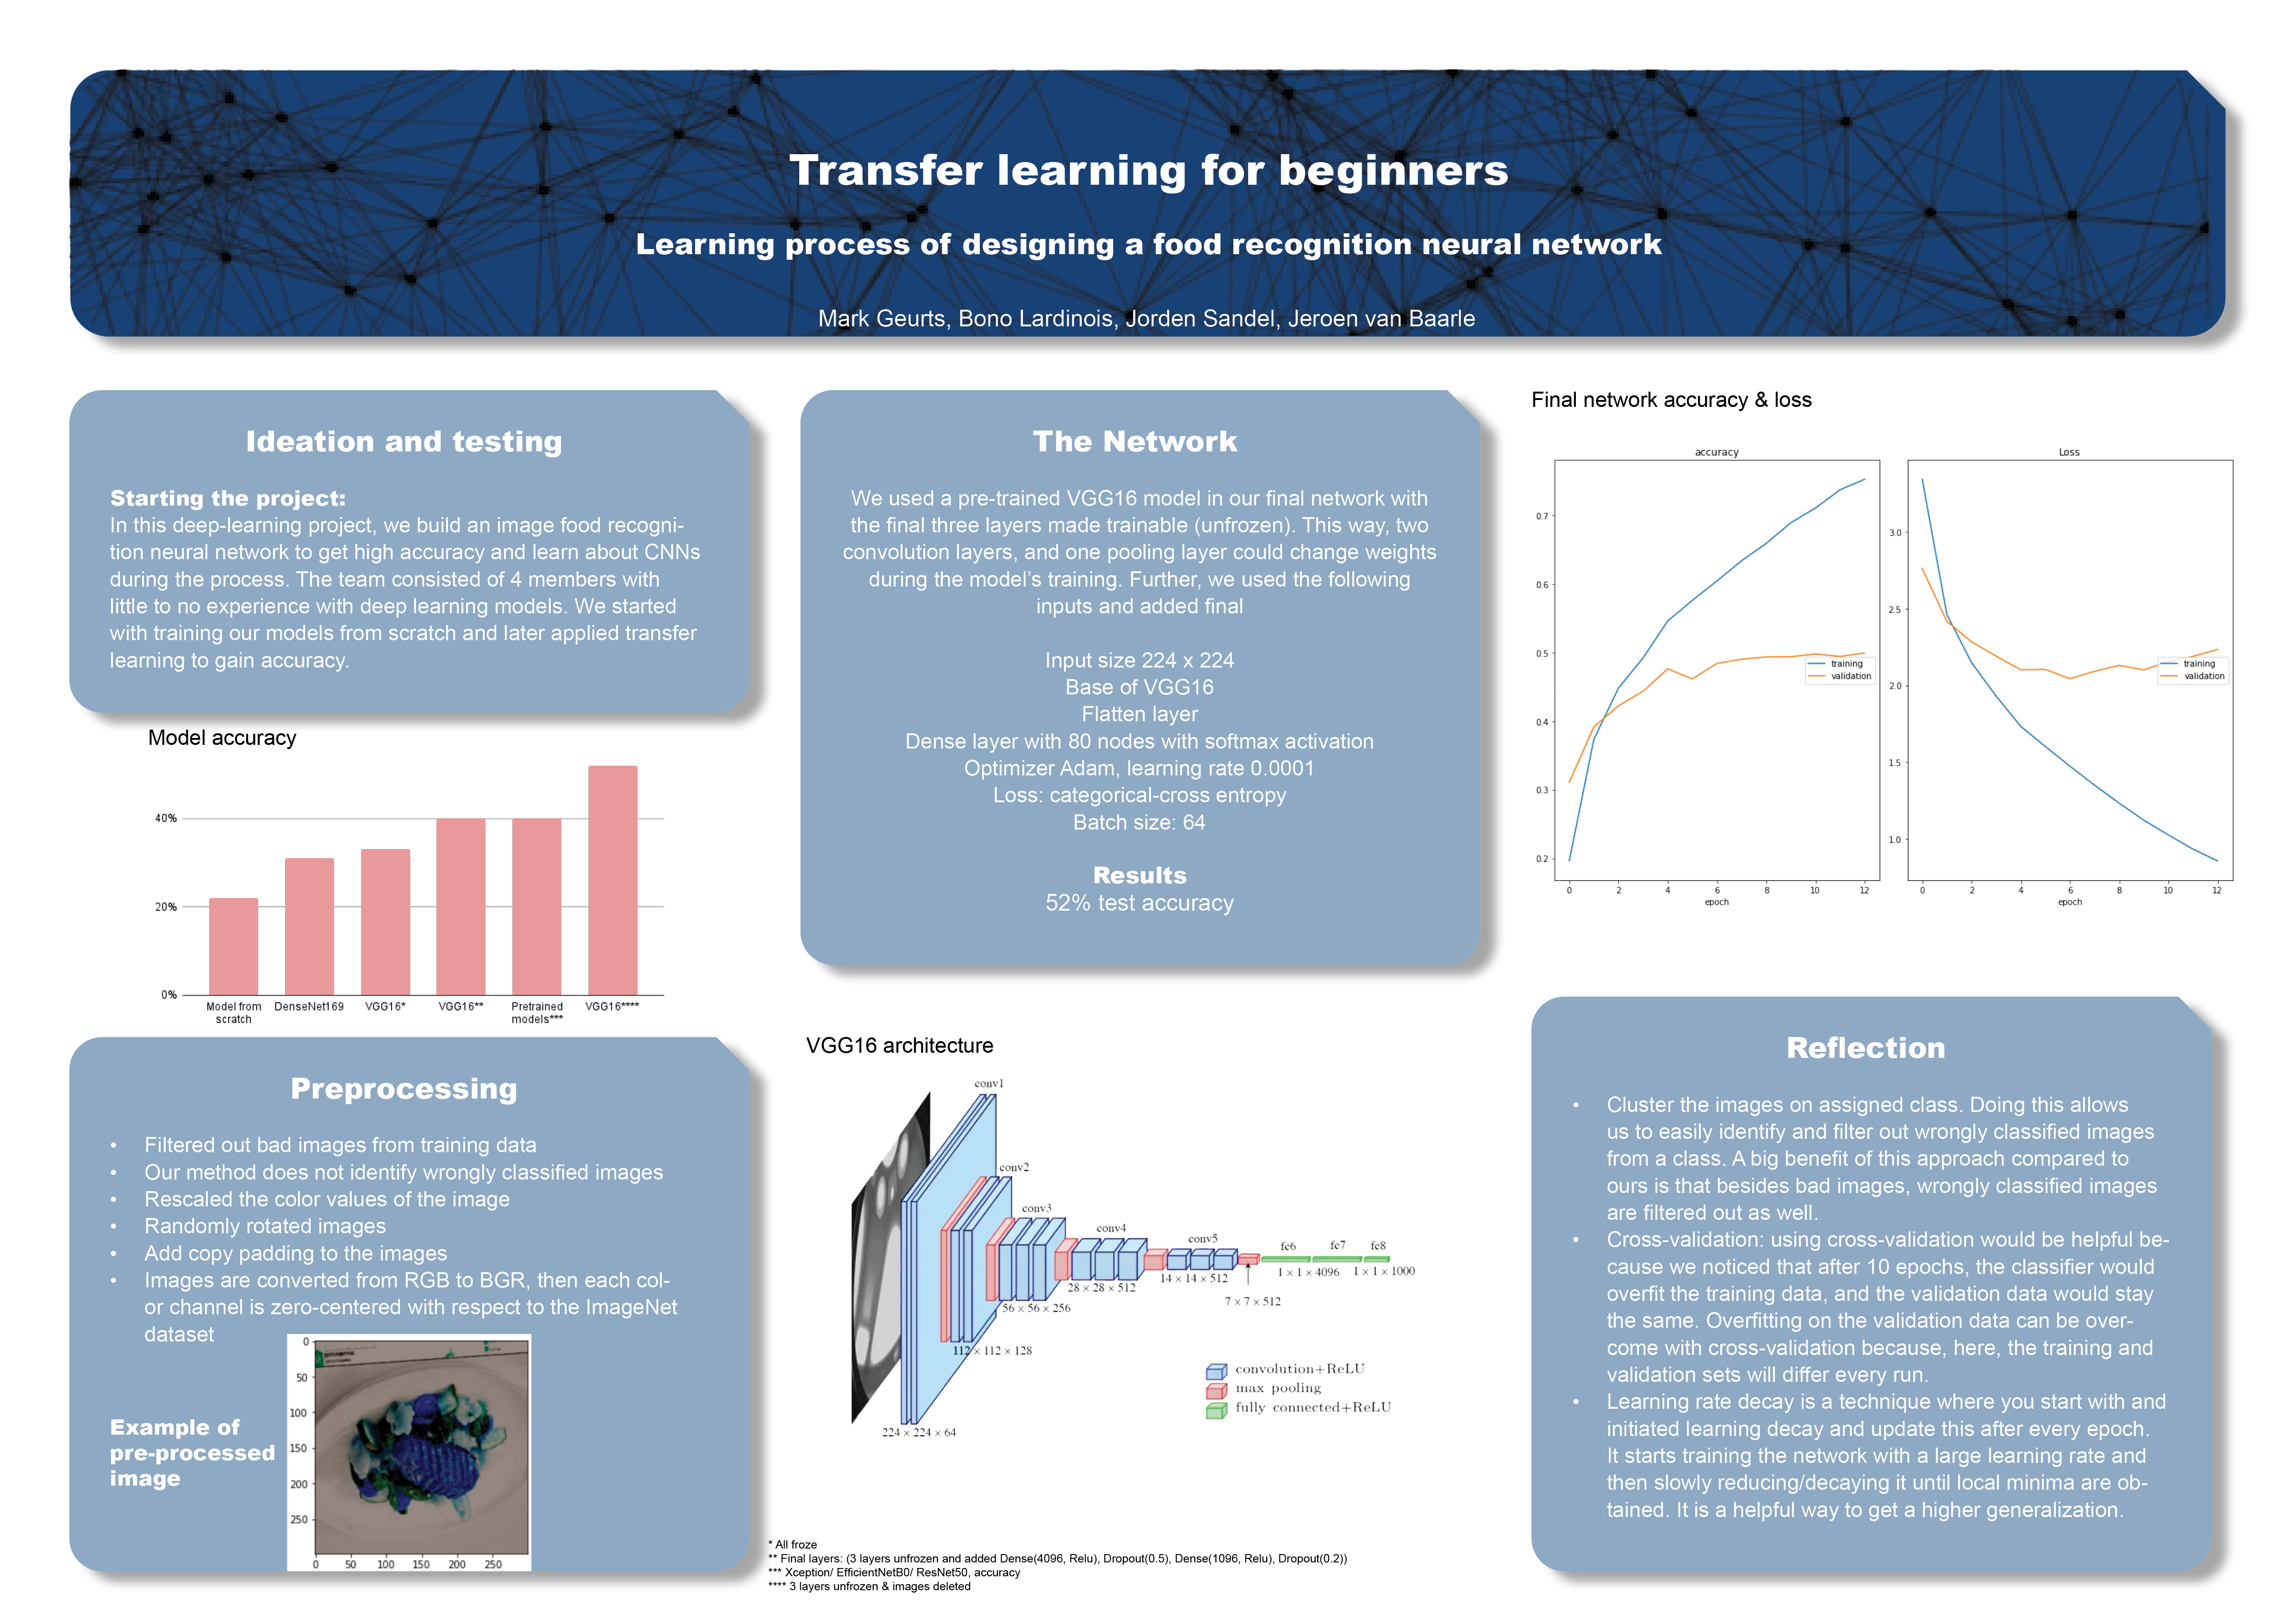 Transfer learning for beginners
Learning process of designing a food recognition neural network
Mark Geurts, Bono Lardinois, Jorden Sandel, Jeroen van Baarle
Ideation and testing
Starting the project:
In this deep-learning project, we build an image food recogni-
tion neural network to get high accuracy and learn about CNNs
during the process. The team consisted of 4 members with
little to no experience with deep learning models. We started
with training our models from scratch and later applied transfer
learning to gain accuracy.
Model accuracy
40%
20%
0%
Model from
scratch
DenseNet169
VGG16*
VGG16**
Pretrained
models***
VGG16****
Preprocessing
• Filtered out bad images from training data
• Our method does not identify wrongly classified images
• Rescaled the color values of the image
• Randomly rotated images
• Add copy padding to the images
• Images are converted from RGB to BGR, then each col-
or channel is zero-centered with respect to the ImageNet
dataset
Example of
pre-processed
image
0
50
100
150
200
250
0 50 100 150 200 250
The Network
We used a pre-trained VGG16 model in our final network with
the final three layers made trainable (unfrozen). This way, two
convolution layers, and one pooling layer could change weights
during the model's training. Further, we used the following
inputs and added final
Input size 224 x 224
Base of VGG16
Flatten layer
Dense layer with 80 nodes with softmax activation
Optimizer Adam, learning rate 0.0001
Loss: categorical-cross entropy
Batch size: 64
Results
52% test accuracy
VGG16 architecture
conv1
conv2
conv3
conv4
conv5
fc6
fc7
fc8
224 × 224 × 64
112 × 112 × 128
56 × 56 × 256
28 × 28 × 512
14 × 14 × 512
7 × 7 × 512
1 × 1 × 4096
1 × 1 × 1000
convolution+ReLU
max pooling
fully connected+ReLU
* All froze
** Final layers: (3 layers unfrozen and added Dense(4096, Relu), Dropout(0.5), Dense(1096, Relu), Dropout(0.2))
*** Xception/ EfficientNetB0/ ResNet50, accuracy
**** 3 layers unfrozen & images deleted
Final network accuracy & loss
accuracy
0.7
0.6
0.5
0.4
0.3
0.2
0 2 4 6 8 10 12
epoch
training
validation
Loss
3.0
2.5
2.0
1.5
1.0
0 2 4 6 8 10 12
epoch
training
validation
Reflection
• Cluster the images on assigned class. Doing this allows
us to easily identify and filter out wrongly classified images
from a class. A big benefit of this approach compared to
ours is that besides bad images, wrongly classified images
are filtered out as well.
• Cross-validation: using cross-validation would be helpful be-
cause we noticed that after 10 epochs, the classifier would
overfit the training data, and the validation data would stay
the same. Overfitting on the validation data can be over-
come with cross-validation because, here, the training and
validation sets will differ every run.
• Learning rate decay is a technique where you start with and
initiated learning decay and update this after every epoch.
It starts training the network with a large learning rate and
then slowly reducing/decaying it until local minima are ob-
tained. It is a helpful way to get a higher generalization.